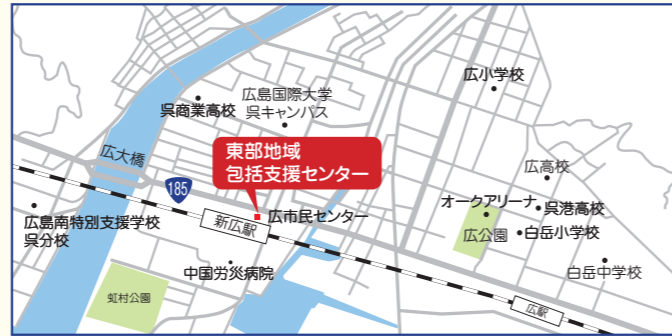 広小学校
広島国際大学
呉キャンパス
呉商業高校
広大橋
東部地域
包括支援センター
広高校
185
オークアリーナ
呉港高校
広島南特別支援学校
呉分校
新広駅
広市民センター
広公園
白岳小学校
中国労災病院
白岳中学校
虹村公園
広駅